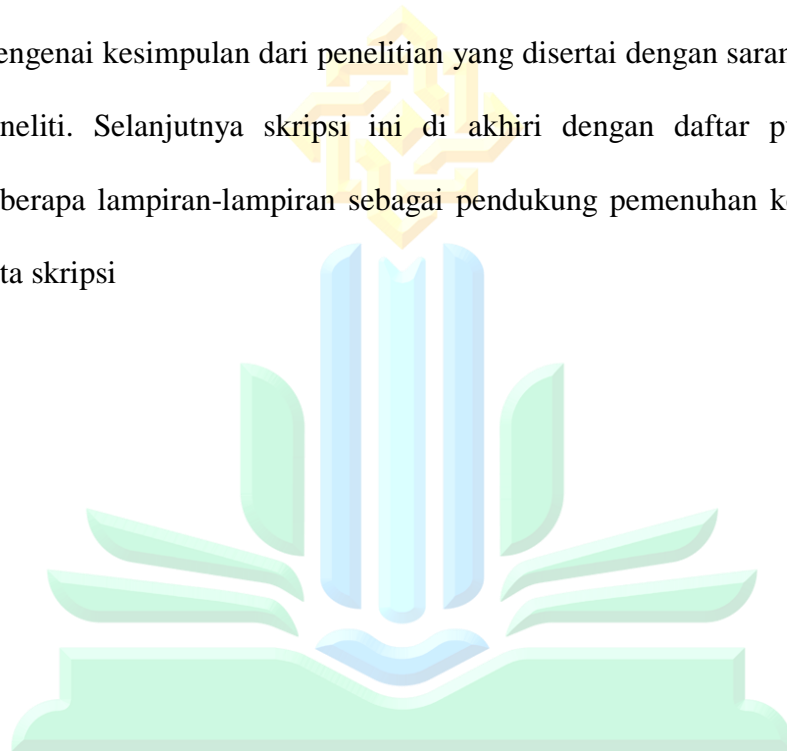 engenai kesimpulan dari penelitian yang disertai dengan saran
neliti. Selanjutnya skripsi ini di akhiri dengan daftar p
berapa lampiran-lampiran sebagai pendukung pemenuhan k
ta skripsi